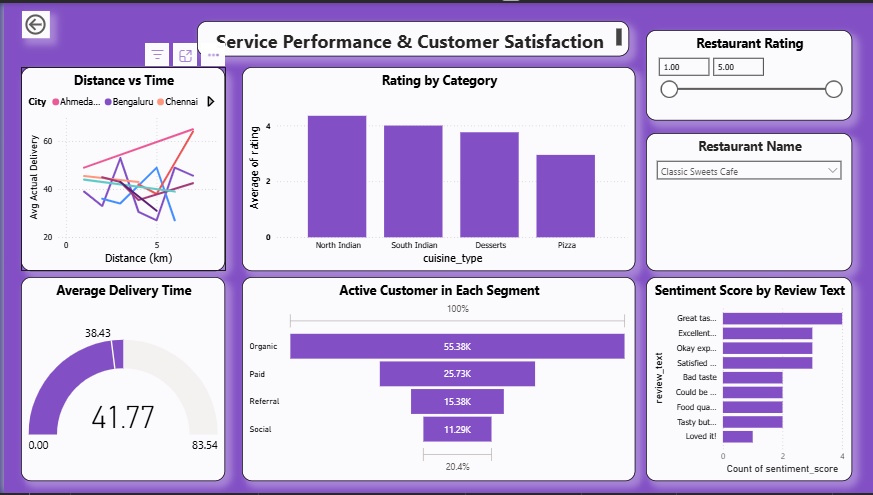 Service Performance & Customer Satisfaction
Restaurant Rating
1.00 5.00
Restaurant Name
Classic Sweets Cafe
Distance vs Time
City Ahmeda... Bengaluru Chennai
Avg Actual Delivery
60
40
20
0 5
Distance (km)
Rating by Category
Average of rating
4
2
0
North Indian South Indian Desserts Pizza
cuisine_type
Average Delivery Time
38.43
41.77
0.00 83.54
Active Customer in Each Segment
100%
Organic 55.38K
Paid 25.73K
Referral 15.38K
Social 11.29K
20.4%
Sentiment Score by Review Text
review_text
Great tas...
Excellent...
Okay exp...
Satisfied ...
Bad taste
Could be ...
Food qua...
Tasty but...
Loved it!
0 2 4
Count of sentiment_score